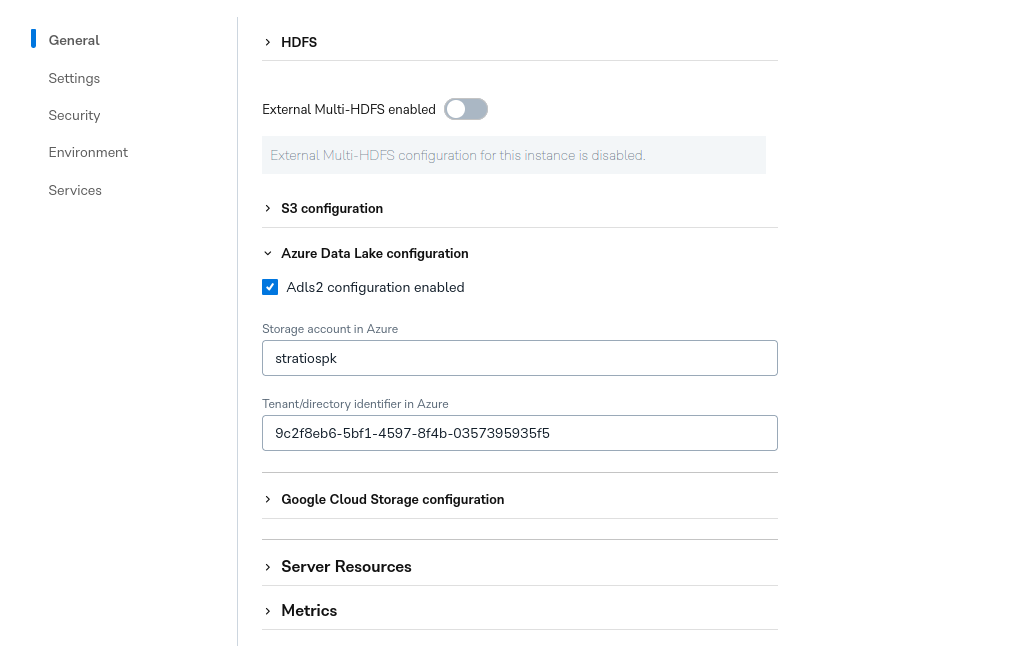 General
Settings
Security
Environment
Services
HDFS
External Multi-HDFS enabled
External Multi-HDFS configuration for this instance is disabled.
S3 configuration
Azure Data Lake configuration
Adls2 configuration enabled
Storage account in Azure
stratiospk
Tenant/directory identifier in Azure
9c2f8eb6-5bf1-4597-8f4b-0357395935f5
Google Cloud Storage configuration
Server Resources
Metrics